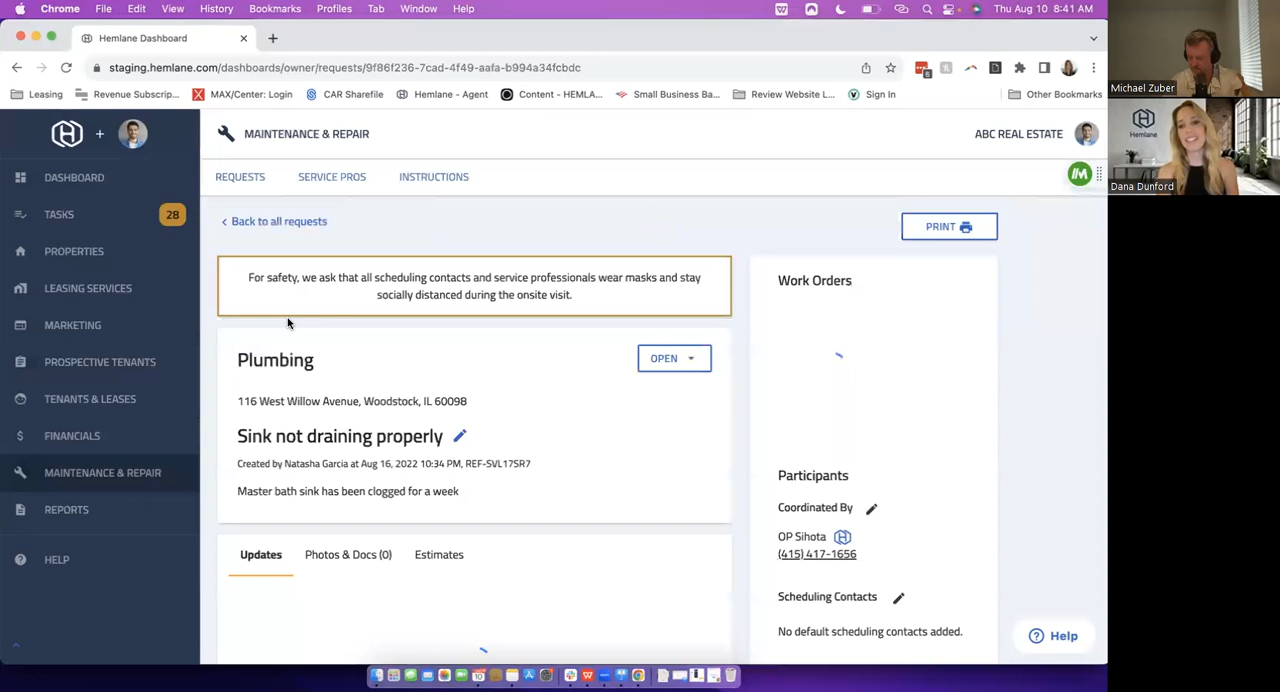 Chrome File Edit View History Bookmarks Profiles Tab Window Help
Thu Aug 10 8:41 AM
Hemlane Dashboard
staging.hemlane.com/dashboards/owner/requests/9f86f236-7cad-4f49-aafa-b994a34fcbdc
6
Leasing Revenue Subscrip... MAX/Center: Login CAR Sharefile Hemlane - Agent Content - HEMLA... Small Business Ba... Review Website L... Sign In Other Bookmarks
Michael Zuber
Hemlane
Dana Dunford
MAINTENANCE & REPAIR
ABC REAL ESTATE
REQUESTS SERVICE PROS INSTRUCTIONS
DASHBOARD
TASKS 28
PROPERTIES
LEASING SERVICES
MARKETING
PROSPECTIVE TENANTS
TENANTS & LEASES
FINANCIALS
MAINTENANCE & REPAIR
REPORTS
HELP
Back to all requests
PRINT
For safety, we ask that all scheduling contacts and service professionals wear masks and stay
socially distanced during the onsite visit.
Plumbing
OPEN
116 West Willow Avenue, Woodstock, IL 60098
Sink not draining properly
Created by Natasha Garcia at Aug 16, 2022 10:34 PM, REF-SVL17SR7
Master bath sink has been clogged for a week
Updates Photos & Docs (0) Estimates
Work Orders
Participants
Coordinated By
OP Sihota
(415) 417-1656
Scheduling Contacts
No default scheduling contacts added.
Help